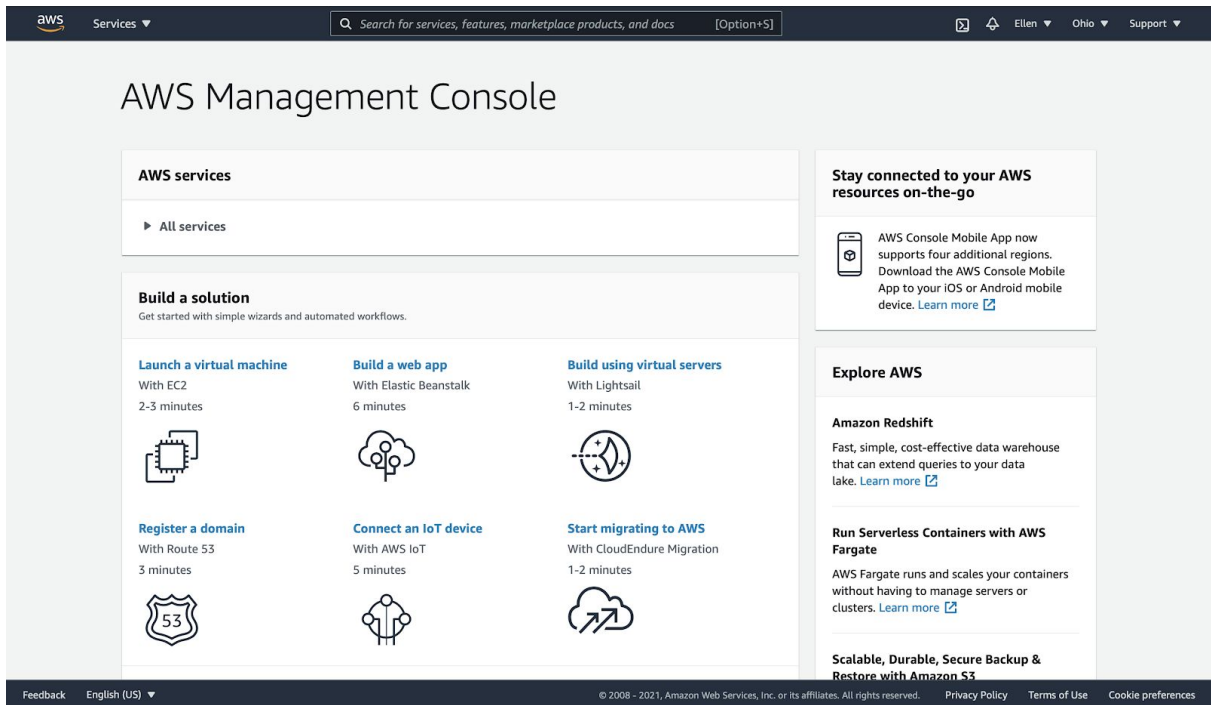 aws
Services
Search for services, features, marketplace products, and docs [Option+S]
Ellen
Ohio
Support
AWS Management Console
AWS services
All services
Build a solution
Get started with simple wizards and automated workflows.
Launch a virtual machine
With EC2
2-3 minutes
Build a web app
With Elastic Beanstalk
6 minutes
Build using virtual servers
With Lightsail
1-2 minutes
Register a domain
With Route 53
3 minutes
53
Connect an IoT device
With AWS IoT
5 minutes
Start migrating to AWS
With CloudEndure Migration
1-2 minutes
Stay connected to your AWS
resources on-the-go
AWS Console Mobile App now
supports four additional regions.
Download the AWS Console Mobile
App to your iOS or Android mobile
device. Learn more
Explore AWS
Amazon Redshift
Fast, simple, cost-effective data warehouse
that can extend queries to your data
lake. Learn more
Run Serverless Containers with AWS
Fargate
AWS Fargate runs and scales your containers
without having to manage servers or
clusters. Learn more
Scalable, Durable, Secure Backup &
Restore with Amazon S3
Feedback
English (US)
© 2008 - 2021, Amazon Web Services, Inc. or its affiliates. All rights reserved.
Privacy Policy
Terms of Use
Cookie preferences